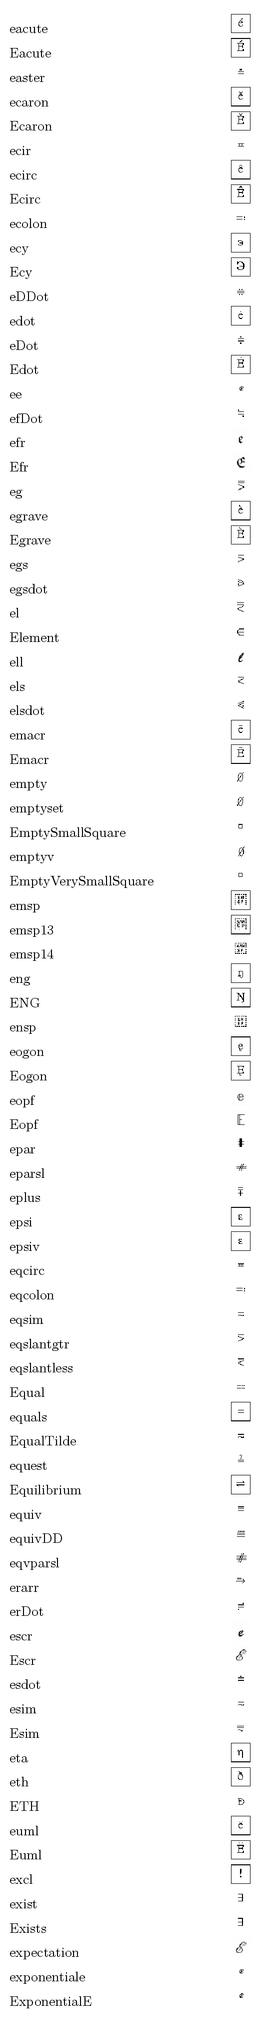 eacute é
Eacute É
easter ⩮
ecaron ě
Ecaron Ě
ecir ≖
ecirc ê
Ecirc Ê
ecolon ≕
ecy э
Ecy Э
eDDot ⩷
edot ė
eDot ≑
Edot Ė
ee ⅇ
efDot ≒
efr 𝔢
Efr 𝔈
eg ⪚
egrave è
Egrave È
egs ⪖
egsdot ⪘
el ⪙
Element ∈
ell ℓ
els ⪕
elsdot ⪗
emacr ē
Emacr Ē
empty ∅
emptyset ∅
EmptySmallSquare ◻
emptyv ∅
EmptyVerySmallSquare ▫
emsp
emsp13
emsp14
eng ŋ
ENG Ŋ
ensp
eogon ę
Eogon Ę
eopf 𝕖
Eopf 𝔼
epar ⋕
eparsl ⧣
eplus ⩱
epsi ε
epsiv ε
eqcirc ≖
eqcolon ≕
eqsim ≂
eqslantgtr ⪖
eqslantless ⪕
Equal ⩵
equals =
EqualTilde ≂
equest ≟
Equilibrium ⇌
equiv ≡
equivDD ⩸
eqvparsl ⧥
erarr ⥱
erDot ≓
escr ℯ
Escr ℰ
esdot ≐
esim ≂
Esim ⩳
eta η
eth ð
ETH Ð
euml ë
Euml Ë
excl !
exist ∃
Exists ∃
expectation ℰ
exponentiale ⅇ
ExponentialE ⅇ